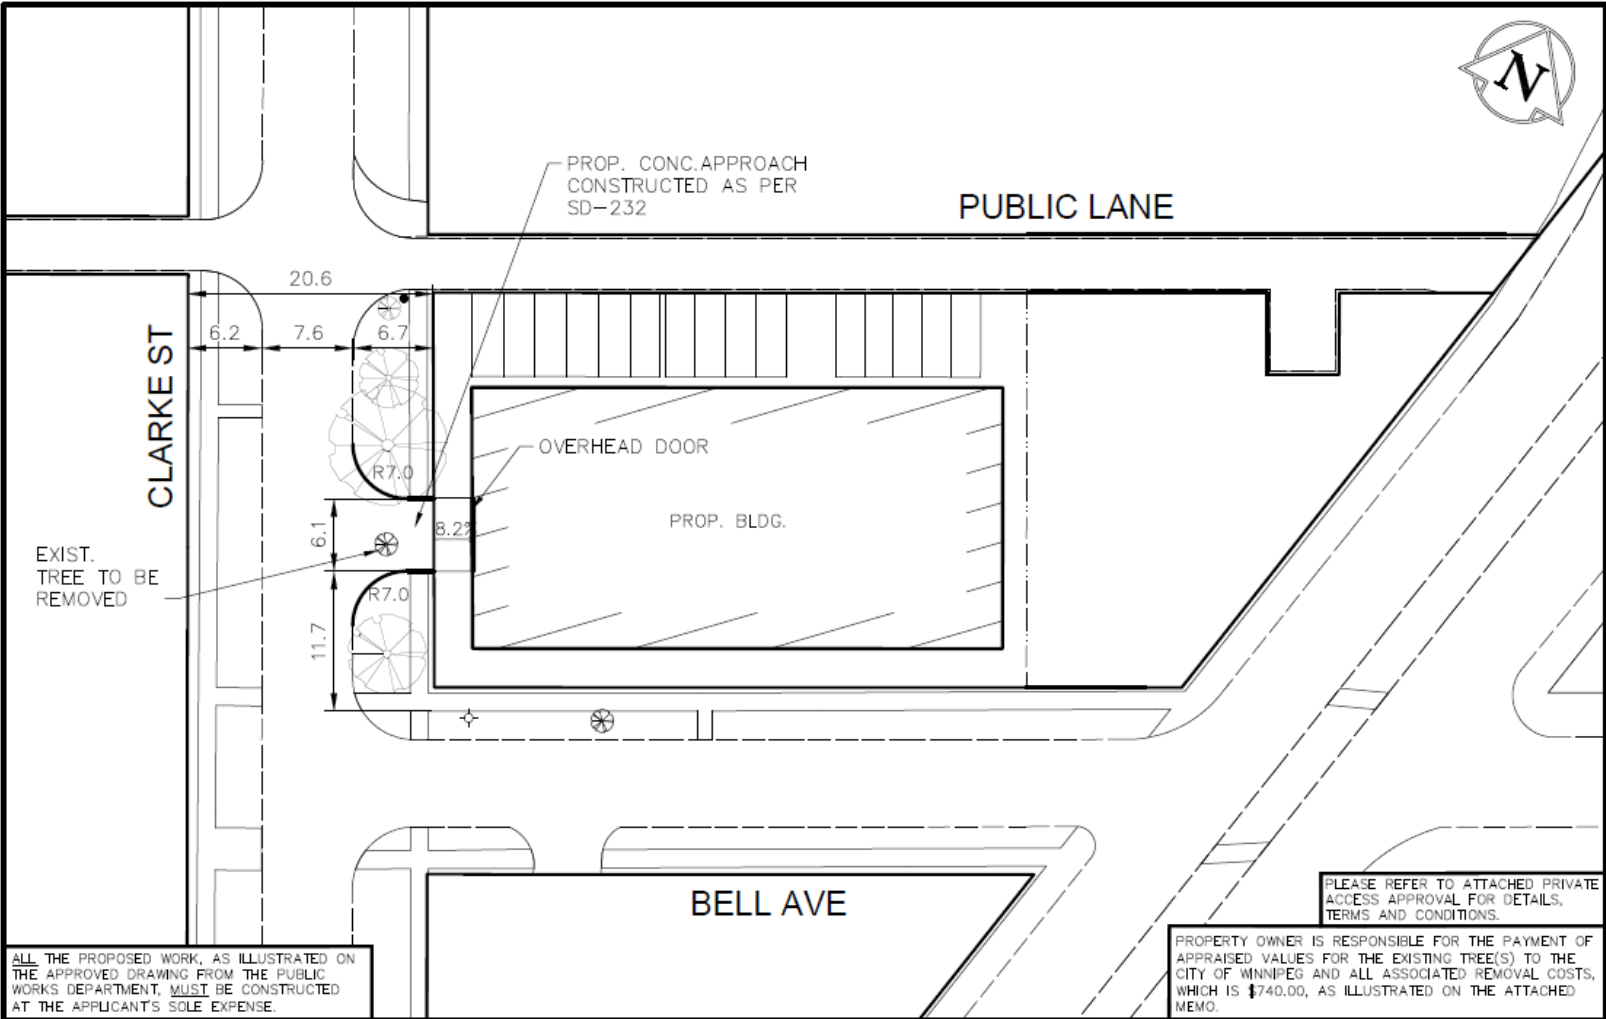 N
PROP. CONC.APPROACH
CONSTRUCTED AS PER
SD-232
PUBLIC LANE
20.6
6.2
7.6
6.7
CLARKE ST
OVERHEAD DOOR
R7.0
6.1
8.2%
PROP. BLDG.
EXIST.
TREE TO BE
REMOVED
R7.0
11.7
BELL AVE
PLEASE REFER TO ATTACHED PRIVATE
ACCESS APPROVAL FOR DETAILS,
TERMS AND CONDITIONS.
PROPERTY OWNER IS RESPONSIBLE FOR THE PAYMENT OF
APPRAISED VALUES FOR THE EXISTING TREE(S) TO THE
CITY OF WINNIPEG AND ALL ASSOCIATED REMOVAL COSTS,
WHICH IS $740.00, AS ILLUSTRATED ON THE ATTACHED
MEMO.
ALL THE PROPOSED WORK, AS ILLUSTRATED ON
THE APPROVED DRAWING FROM THE PUBLIC
WORKS DEPARTMENT, MUST BE CONSTRUCTED
AT THE APPLICANT'S SOLE EXPENSE.